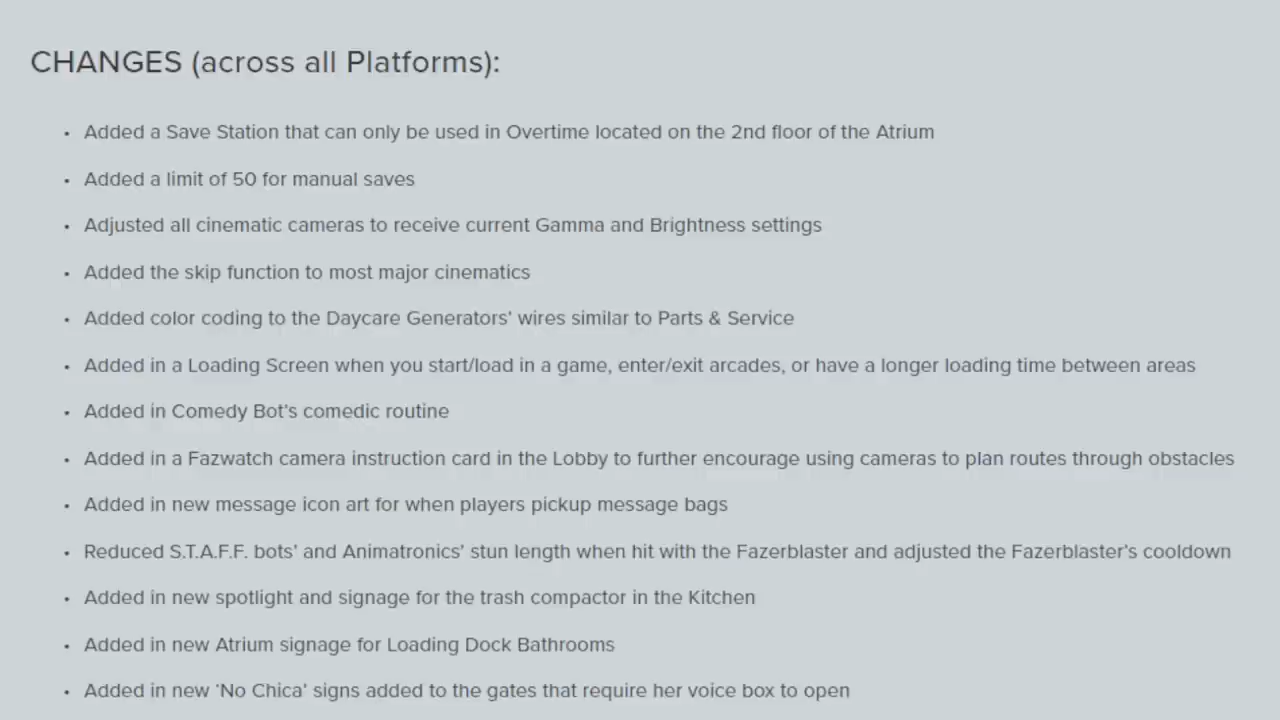 CHANGES (across all Platforms):
• Added a Save Station that can only be used in Overtime located on the 2nd floor of the Atrium
• Added a limit of 50 for manual saves
• Adjusted all cinematic cameras to receive current Gamma and Brightness settings
• Added the skip function to most major cinematics
• Added color coding to the Daycare Generators' wires similar to Parts & Service
• Added in a Loading Screen when you start/load in a game, enter/exit arcades, or have a longer loading time between areas
• Added in Comedy Bot's comedic routine
• Added in a Fazwatch camera instruction card in the Lobby to further encourage using cameras to plan routes through obstacles
• Added in new message icon art for when players pickup message bags
• Reduced S.T.A.F.F. bots' and Animatronics' stun length when hit with the Fazerblaster and adjusted the Fazerblaster's cooldown
• Added in new spotlight and signage for the trash compactor in the Kitchen
• Added in new Atrium signage for Loading Dock Bathrooms
• Added in new 'No Chica' signs added to the gates that require her voice box to open